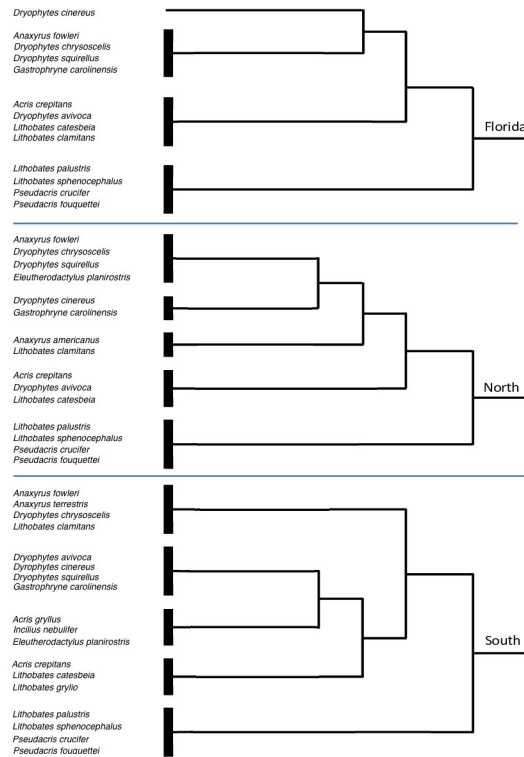 Dryophytes cinereus
Anaxyrus fowleri
Dryophytes chrysoscelis
Dryophytes squirellus
Gastrophryne carolinensis
Acris crepitans
Dryophytes avivoca
Lithobates catesbeia
Lithobates clamitans
Florida
Lithobates palustris
Lithobates sphenocephalus
Pseudacris crucifer
Pseudacris fouquettei
Anaxyrus fowleri
Dryophytes chrysoscelis
Dryophytes squirellus
Eleutherodactylus planirostris
Dryophytes cinereus
Gastophryne carolinensis
Anaxyrus americanus
Lithobates clamitans
Acris crepitans
Dryophytes avivoca
Lithobates catesbeia
North
Lithobates palustris
Lithobates sphenocephalus
Pseudacris crucifer
Pseudacris fouquettei
Anaxyrus fowleri
Anaxyrus terrestris
Dryophytes chrysoscelis
Lithobates clamitans
Dryophytes avivoca
Dyrophytes cinereus
Dryophytes squirellus
Gastophryne carolinensis
Acris gryllus
Incilius nebulifer
Eleutherodactylus planirostris
South
Acris crepitans
Lithobates catesbeia
Lithobates grylio
Lithobates palustris
Lithobates sphenocephalus
Pseudacris crucifer
Pseudacris fouquettei